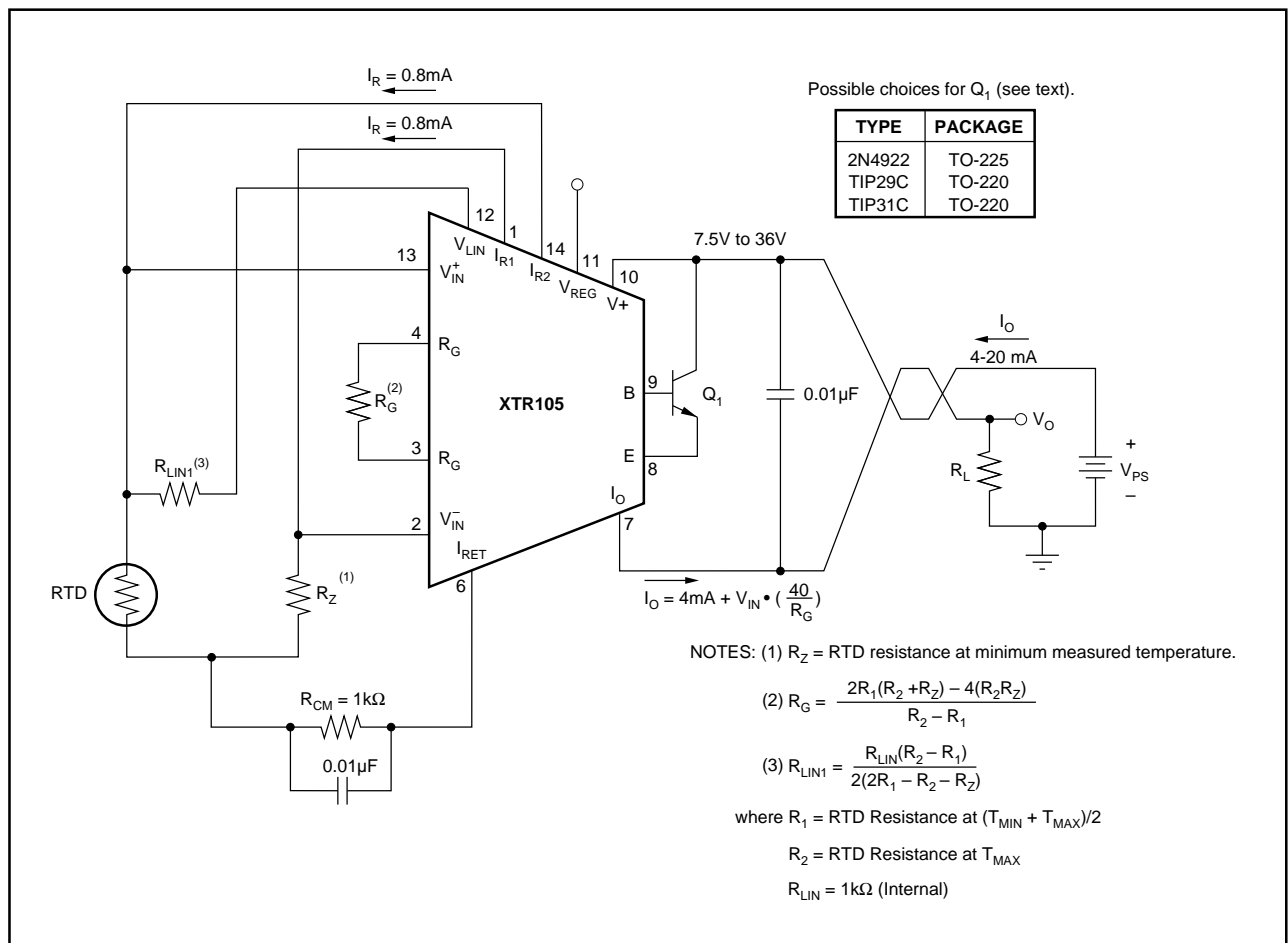 I_R = 0.8mA
I_R = 0.8mA
Possible choices for Q_1 (see text).
TYPE PACKAGE
2N4922 TO-225
TIP29C TO-220
TIP31C TO-220
12
V_LIN
1
I_R1
14
I_R2
11
V_REG
10
V+
7.5V to 36V
13
V_IN^+
4
R_G
R_G^(2)
3
R_G
XTR105
B
9
Q_1
E
8
0.01µF
I_O
4-20 mA
V_O
R_L
+
V_PS
–
R_LIN1^(3)
2
V_IN^–
I_RET
6
I_O
7
RTD
R_Z^(1)
I_O = 4mA + V_IN • (40/R_G)
R_CM = 1kΩ
0.01µF
NOTES: (1) R_Z = RTD resistance at minimum measured temperature.
(2) R_G = 2R_1(R_2 +R_Z) – 4(R_2R_Z) / R_2 – R_1
(3) R_LIN1 = R_LIN(R_2 – R_1) / 2(2R_1 – R_2 – R_Z)
where R_1 = RTD Resistance at (T_MIN + T_MAX)/2
R_2 = RTD Resistance at T_MAX
R_LIN = 1kΩ (Internal)